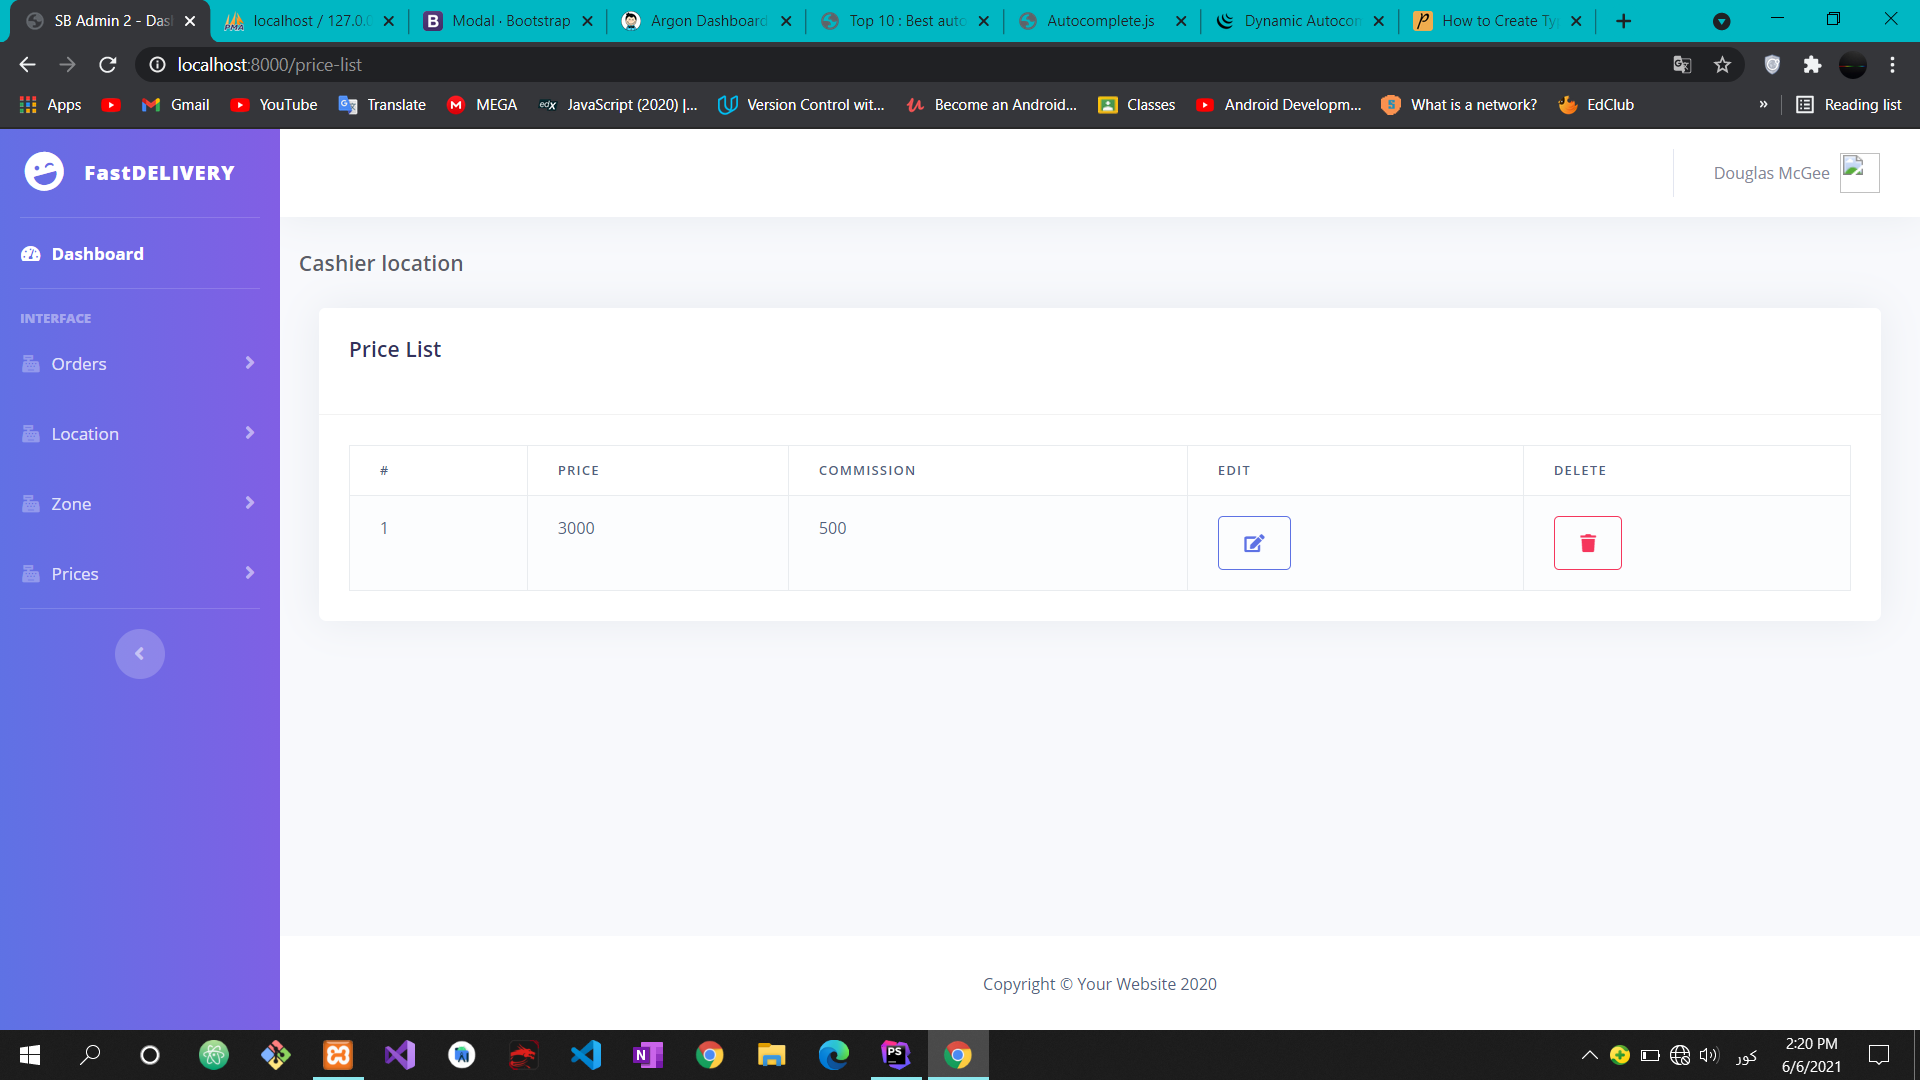 SB Admin 2 - Das
localhost / 127.0.0
Modal · Bootstrap
Argon Dashboard
Top 10 : Best auto
Autocomplete.js
Dynamic Autocom
How to Create Ty
localhost:8000/price-list
Apps
Gmail
YouTube
Translate
MEGA
edX
JavaScript (2020) |...
Version Control wit...
Become an Android...
Classes
Android Developm...
What is a network?
EdClub
»
Reading list
FastDELIVERY
Douglas McGee
Dashboard
INTERFACE
Orders
Location
Zone
Prices
Cashier location
Price List
# PRICE COMMISSION EDIT DELETE
1 3000 500
Copyright © Your Website 2020
کور
2:20 PM
6/6/2021